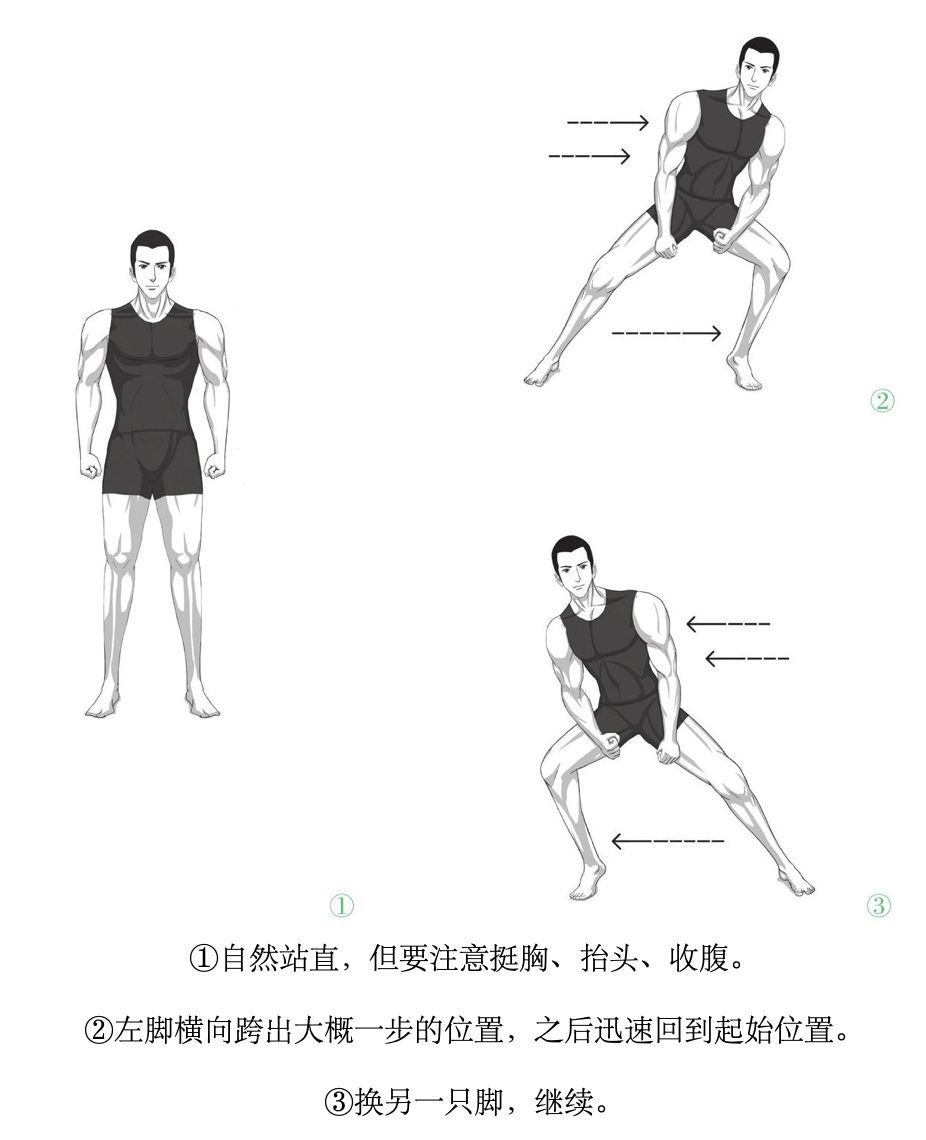 ②
①
③
①自然站直，但要注意挺胸、抬头、收腹。
②左脚横向跨出大概一步的位置，之后迅速回到起始位置。
③换另一只脚，继续。